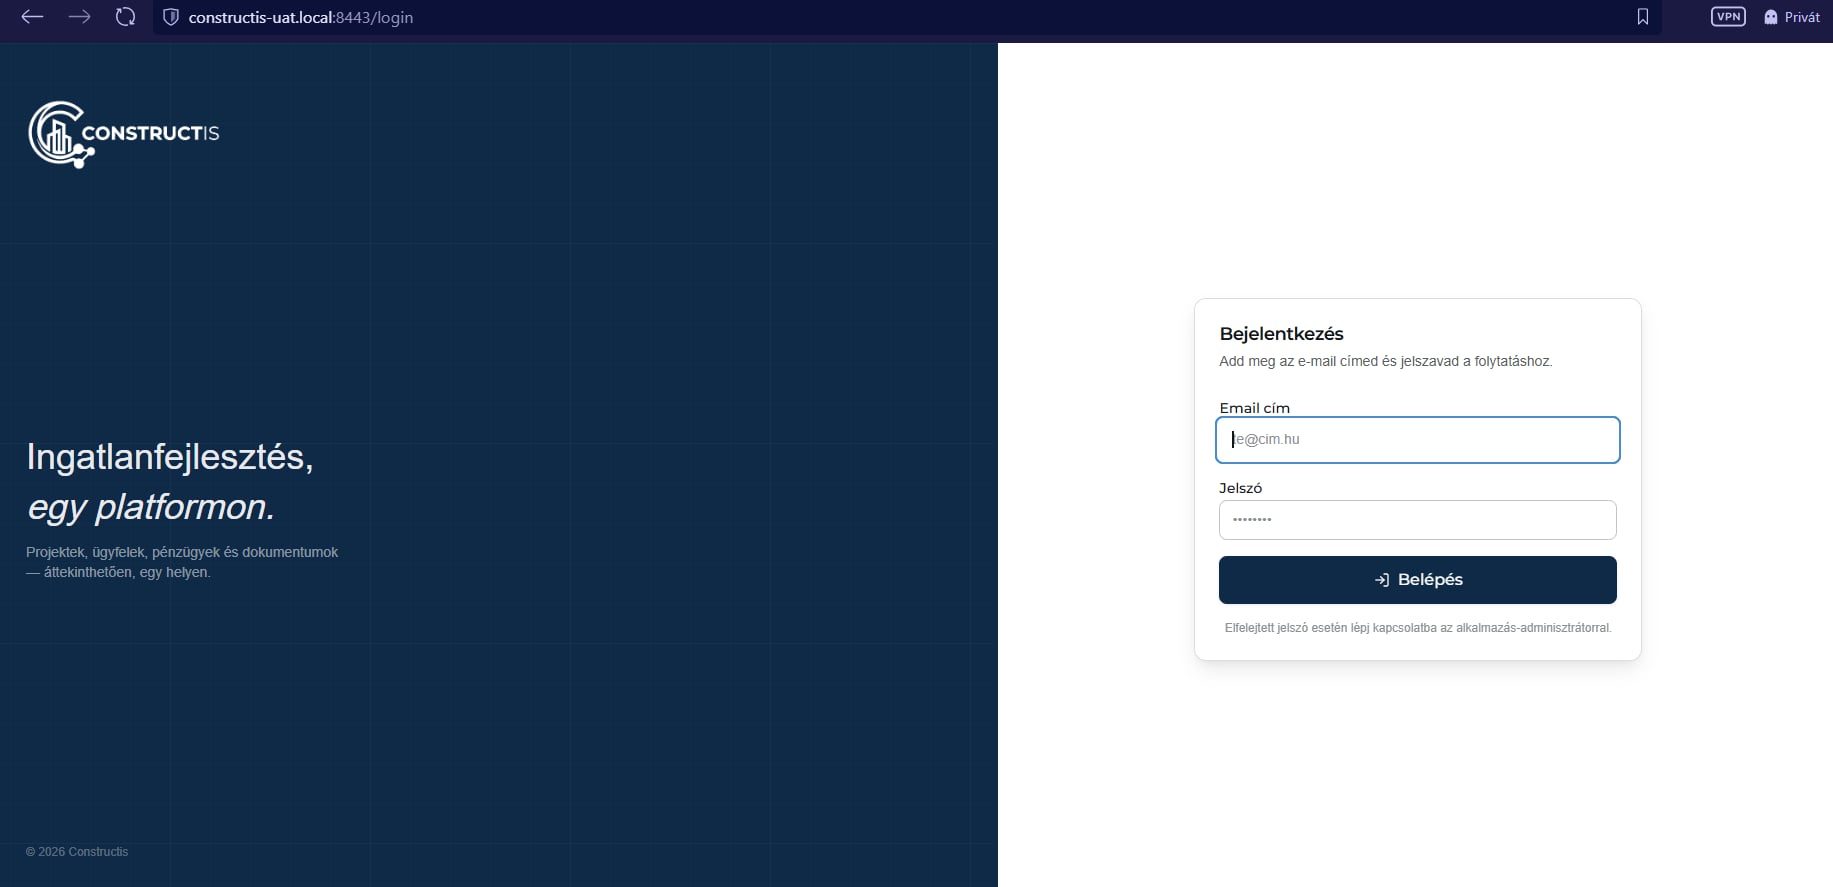 constructis-uat.local:8443/login
VPN
Privát
CONSTRUCTIS
Ingatlanfejlesztés,
egy platformon.
Projektek, ügyfelek, pénzügyek és dokumentumok
— áttekinthetően, egy helyen.
© 2026 Constructis
Bejelentkezés
Add meg az e-mail címed és jelszavad a folytatáshoz.
Email cím
te@cim.hu
Jelszó
••••••••
Belépés
Elfelejtett jelszó esetén lépj kapcsolatba az alkalmazás-adminisztrátorral.